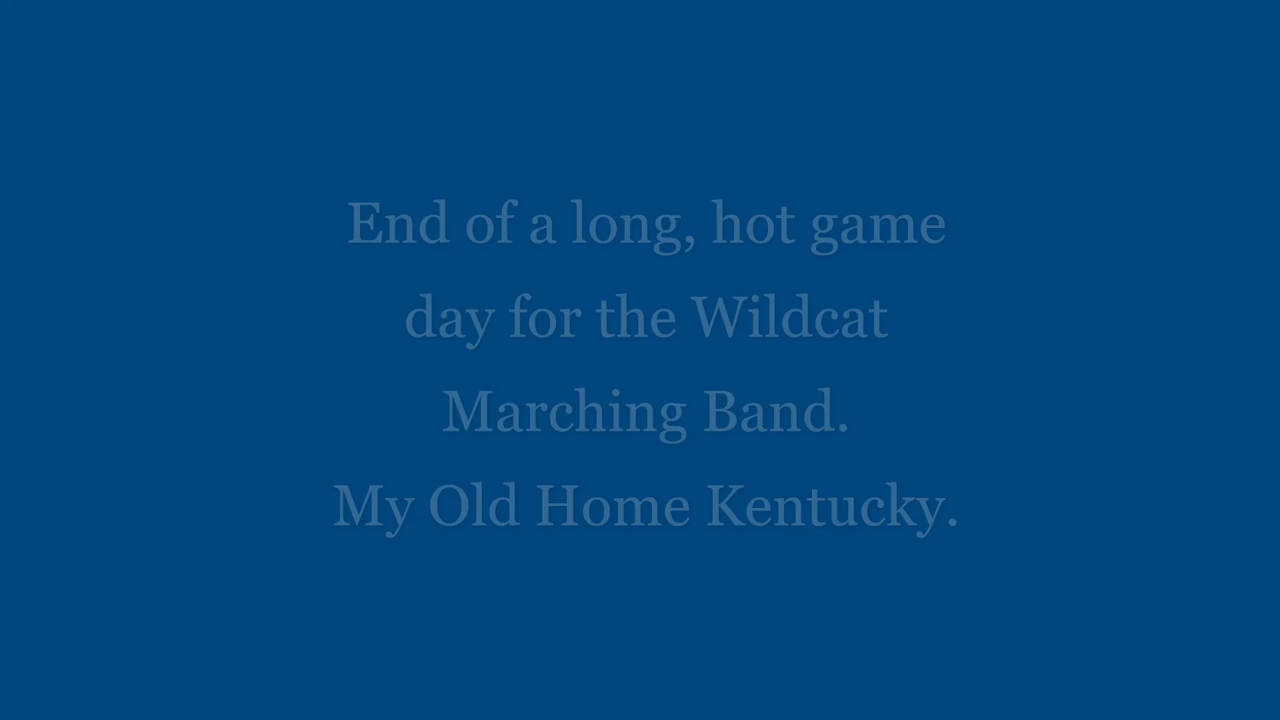 End of a long, hot game
day for the Wildcat
Marching Band.
My Old Home Kentucky.